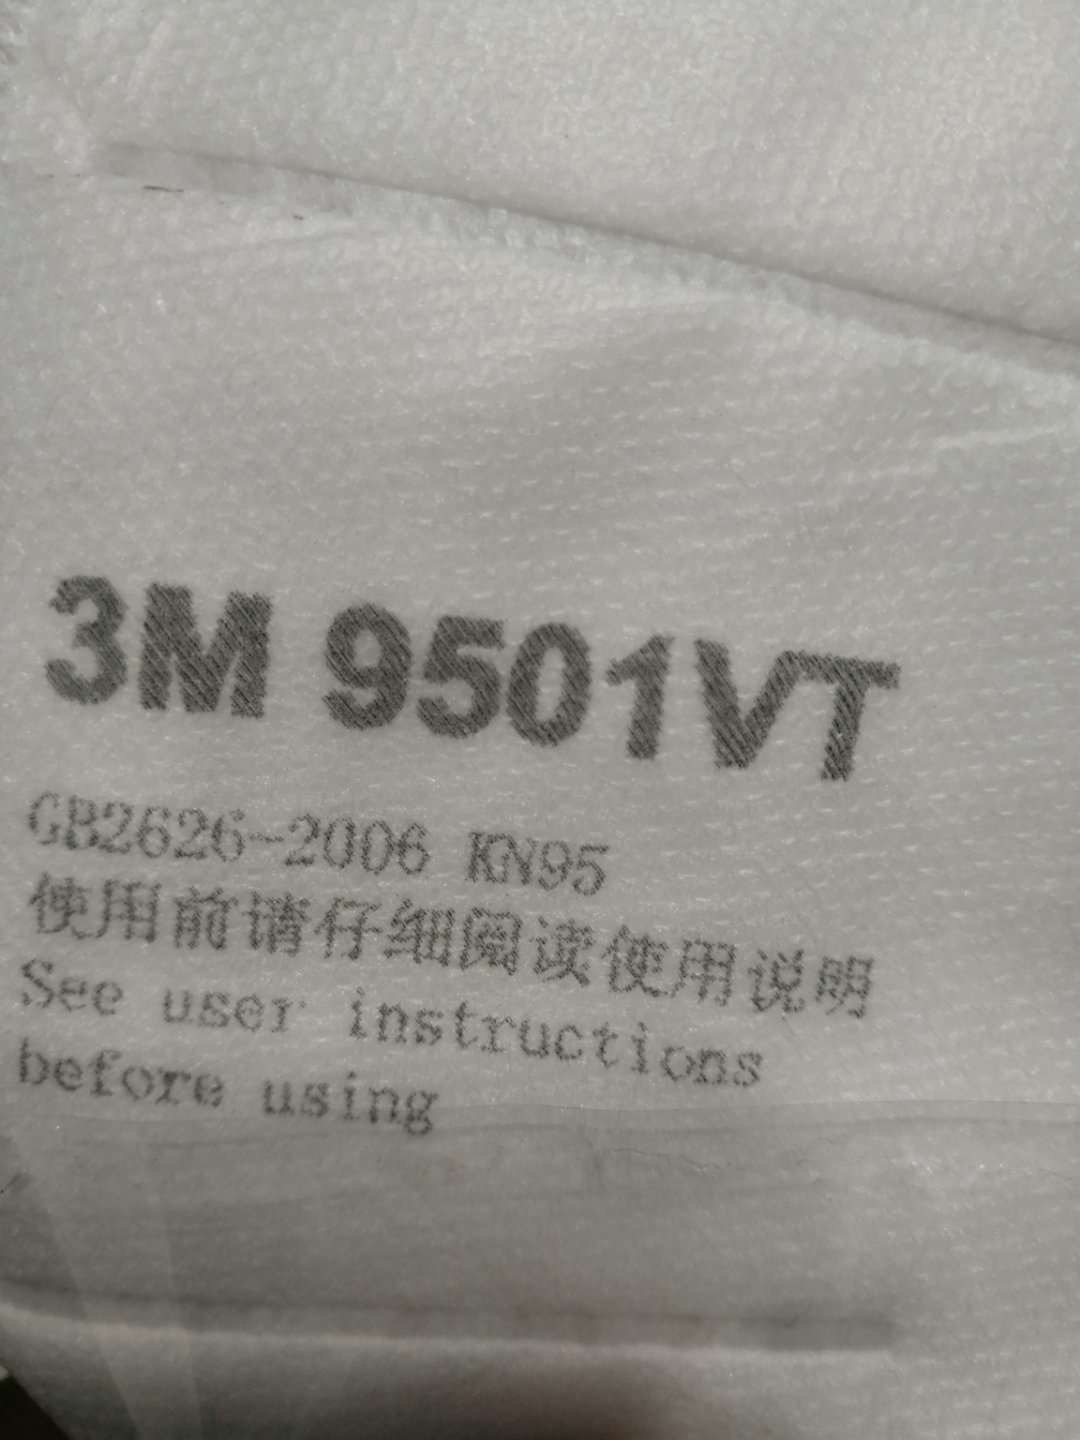 3M 9501VT
GB2626-2006 KN95
使用前请仔细阅读使用说明
See user instructions
before using